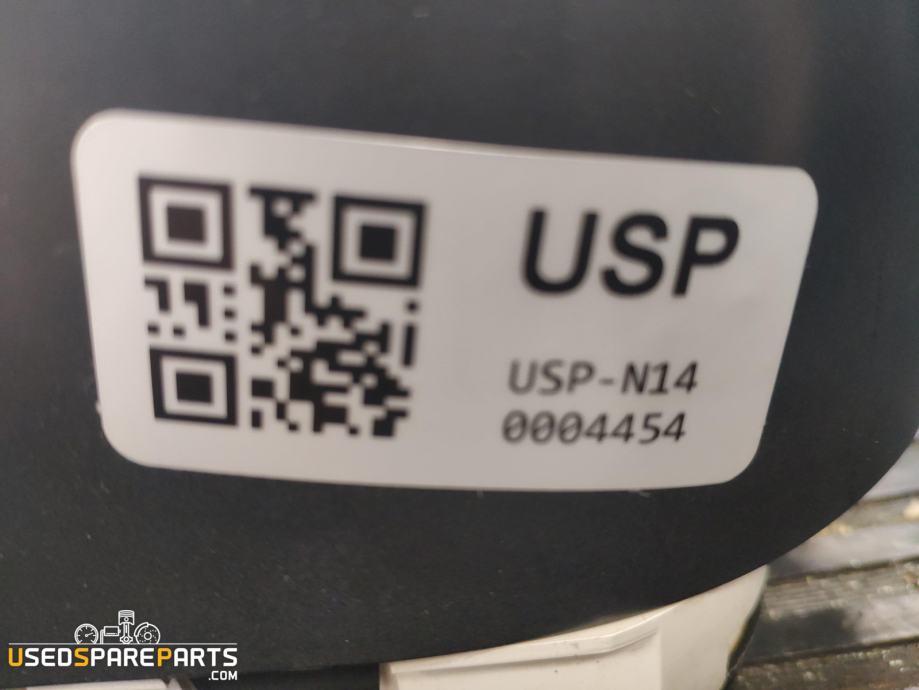 USP
USP-N14
0004454
USEDSPAREPARTS
.COM